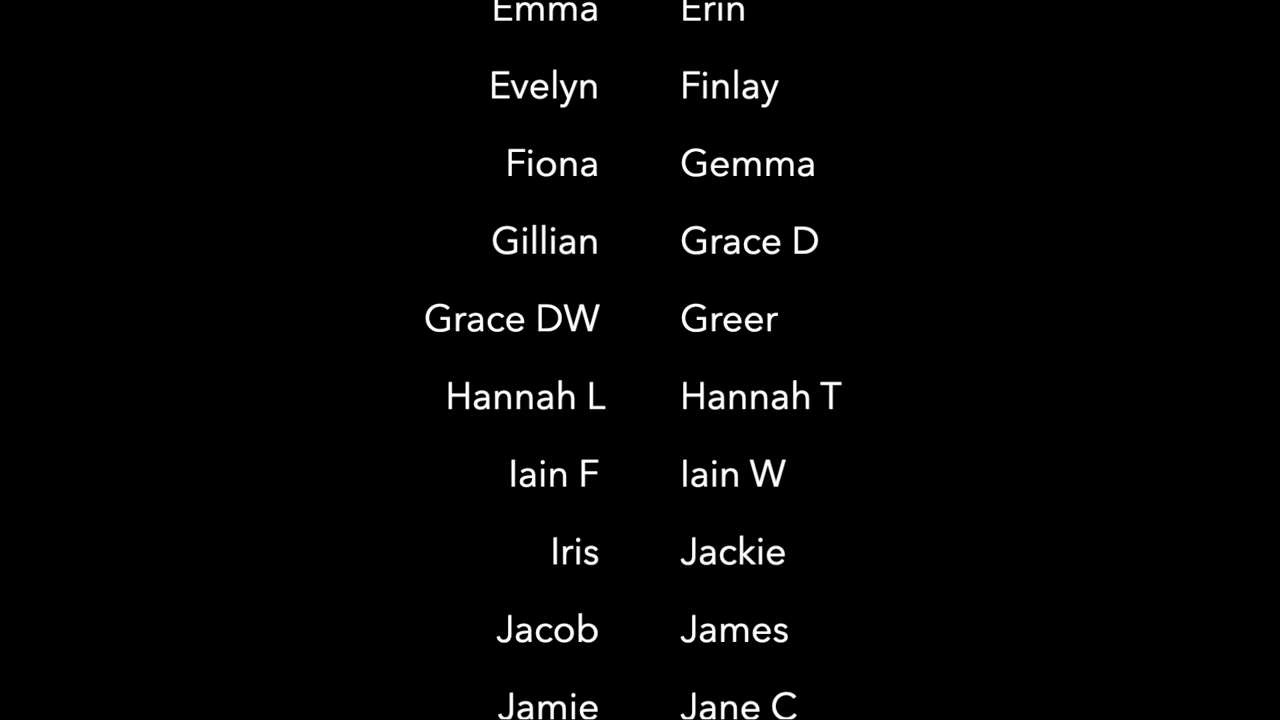 Emma Erin
Evelyn Finlay
Fiona Gemma
Gillian Grace D
Grace DW Greer
Hannah L Hannah T
Iain F Iain W
Iris Jackie
Jacob James
Jamie Jane C